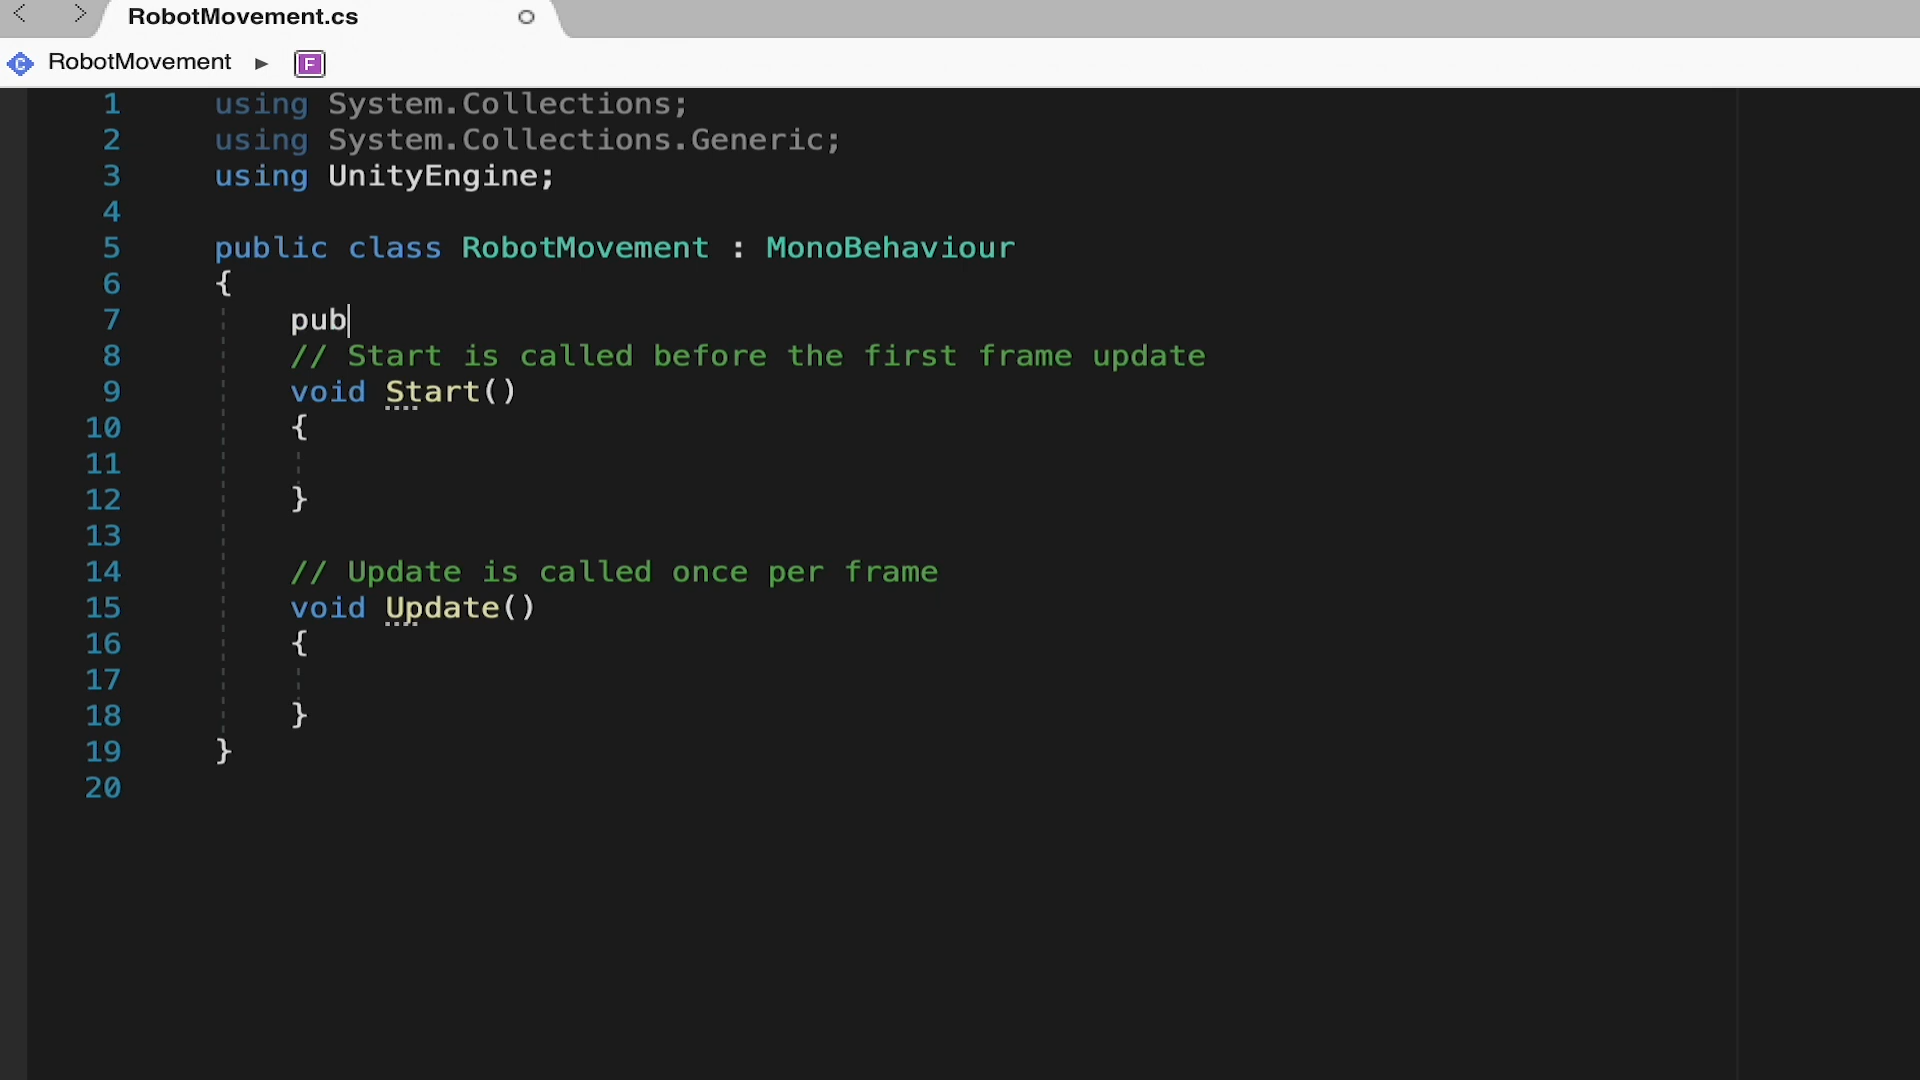 RobotMovement.cs
C RobotMovement ▶ F
1 using System.Collections;
2 using System.Collections.Generic;
3 using UnityEngine;
4
5 public class RobotMovement : MonoBehaviour
6 {
7 pub
8 // Start is called before the first frame update
9 void Start()
10 {
11
12 }
13
14 // Update is called once per frame
15 void Update()
16 {
17
18 }
19 }
20